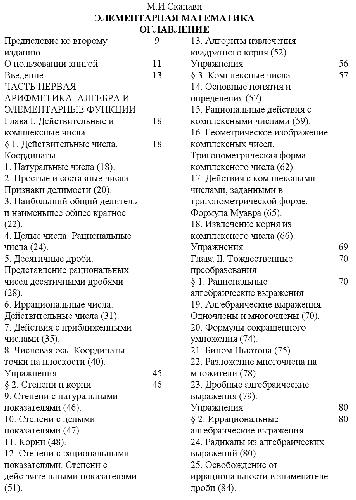 М.И.Сканави
ЭЛЕМЕНТАРНАЯ МАТЕМАТИКА
ОГЛАВЛЕНИЕ
Предисловие ко второму 9
изданию
О пользовании книгой 11
Введение 13
ЧАСТЬ ПЕРВАЯ
АРИФМЕТИКА, АЛГЕБРА И
ЭЛЕМЕНТАРНЫЕ ФУНКЦИИ
Глава I. Действительные и 18
комплексные числа
§ 1. Действительные числа. 18
Координаты
1. Натуральные числа (18).
2. Простые и составные числа.
Признаки делимости (20).
3. Наибольший общий делитель
и наименьшее общее кратное
(22).
4. Целые числа. Рациональные
числа (24).
5. Десятичные дроби.
Представление рациональных
чисел десятичными дробями
(28).
6. Иррациональные числа.
Действительные числа (31).
7. Действия с приближенными
числами (35).
8. Числовая ось. Координаты
точки на плоскости (40).
Упражнения 45
§ 2. Степени и корни 46
9. Степени с натуральными
показателями (46).
10. Степени с целыми
показателями (47).
11. Корни (48).
12. Степени с рациональными
показателями. Степени с
действительными показателями
(51).
13. Алгоритм извлечения
квадратного корня (52)
Упражнения 56
§ 3. Комплексные числа 57
14. Основные понятия и
определения (57)
15. Рациональные действия с
комплексными числами (59).
16. Геометрическое изображение
комплексных чисел.
Тригонометрическая форма
комплексного числа (62)
17. Действия с комплексными
числами, заданными в
тригонометрической форме.
Формула Муавра (65).
18. Извлечение корня из
комплексного числа (66)
Упражнения 69
Глава II. Тождественные 70
преобразования
§ 1. Рациональные 70
алгебраические выражения
19. Алгебраические выражения.
Одночлены и многочлены (70).
20. Формулы сокращенного
умножения (74).
21. Бином Ньютона (75)
22. Разложение многочлена на
множители (78)
23. Дробные алгебраические
выражения (79).
Упражнения 80
§ 2. Иррациональные 80
алгебраические выражения
24. Радикалы из алгебраических
выражений (80)
25. Освобождение от
иррациональности в знаменателе
дроби (84).